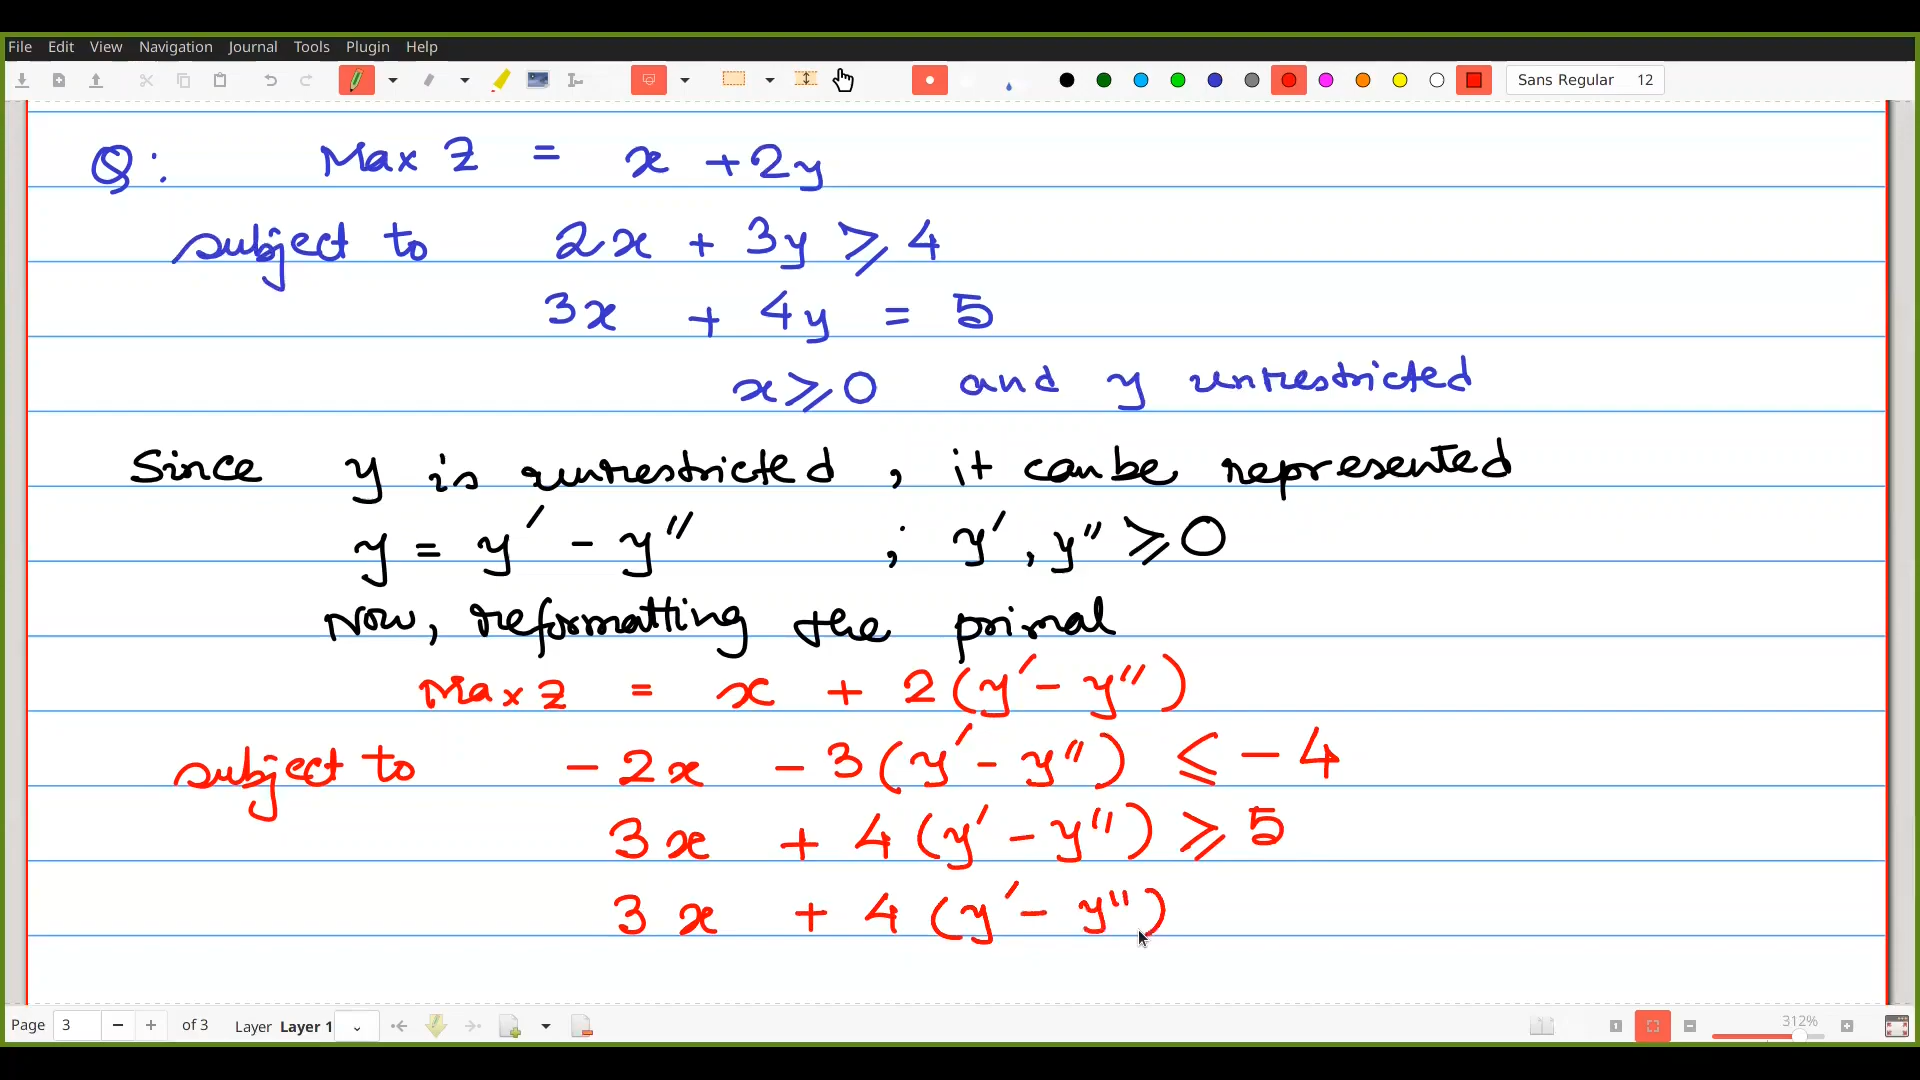 File Edit View Navigation Journal Tools Plugin Help
Sans Regular 12
Q: Max Z = x + 2y
subject to 2x + 3y ⩾ 4
3x + 4y = 5
x ⩾ 0 and y unrestricted
Since y is unrestricted, it can be represented
y = y' - y'' ; y', y'' ⩾ 0
Now, reformatting the primal
Max Z = x + 2(y' - y'')
subject to - 2x - 3(y' - y'') ≤ - 4
3x + 4(y' - y'') ⩾ 5
3x + 4(y' - y'')
Page 3 of 3 Layer Layer 1 312%